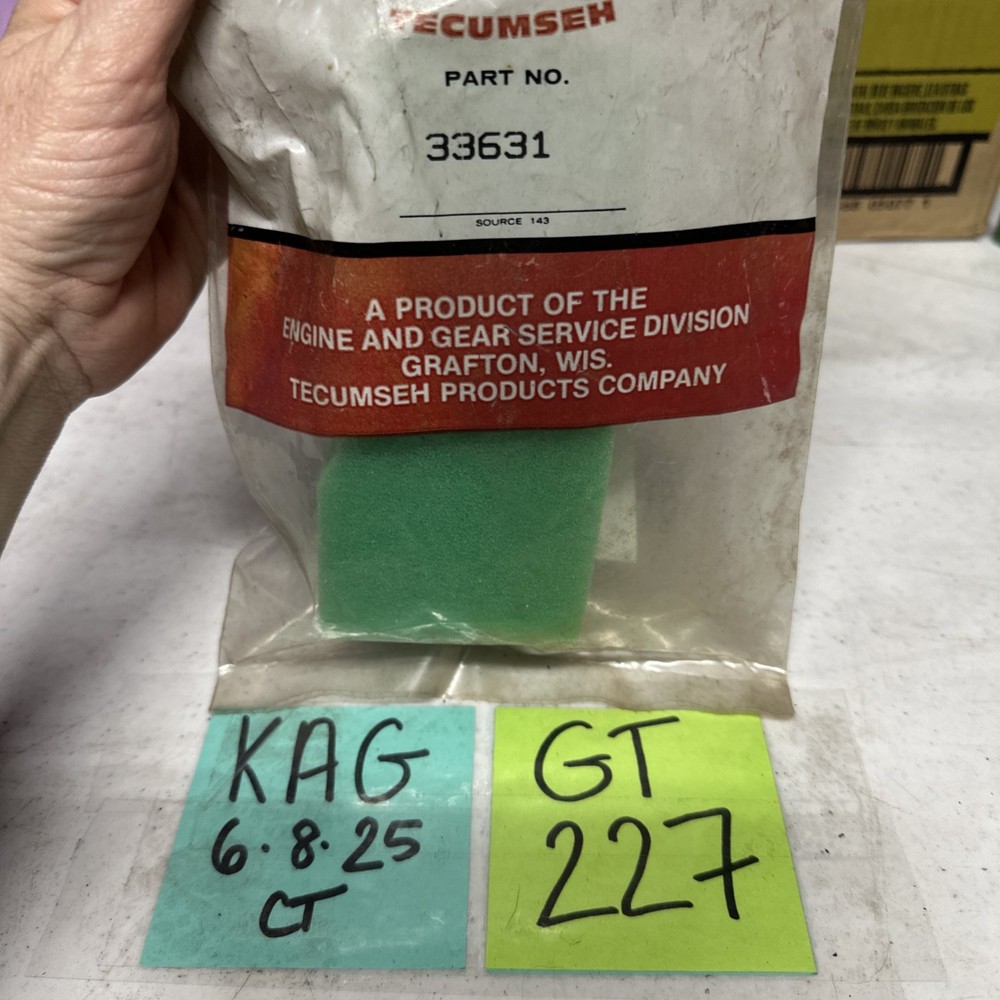 TECUMSEH
PART NO.
33631
SOURCE 143
A PRODUCT OF THE
ENGINE AND GEAR SERVICE DIVISION
GRAFTON, WIS.
TECUMSEH PRODUCTS COMPANY
KAG
6.8.25
CT
GT
227